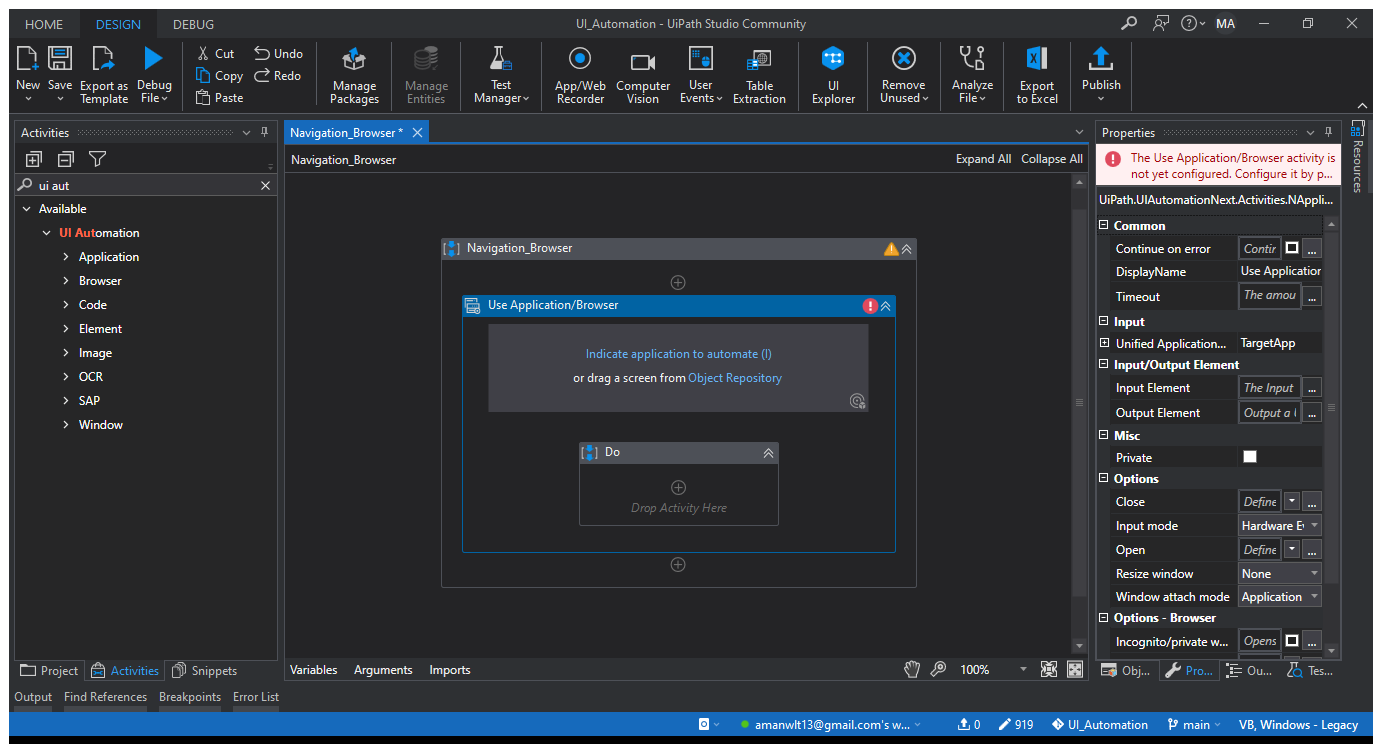 HOME DESIGN DEBUG UI_Automation - UiPath Studio Community MA
New Save Export as Template Debug File Cut Copy Paste Undo Redo Manage Packages Manage Entities Test Manager App/Web Recorder Computer Vision User Events Table Extraction UI Explorer Remove Unused Analyze File Export to Excel Publish
Activities
ui aut
Available
UI Automation
Application
Browser
Code
Element
Image
OCR
SAP
Window
Project Activities Snippets
Navigation_Browser *
Navigation_Browser Expand All Collapse All
Navigation_Browser
Use Application/Browser
Indicate application to automate (I)
or drag a screen from Object Repository
Do
Drop Activity Here
Variables Arguments Imports 100%
Properties
The Use Application/Browser activity is
not yet configured. Configure it by p...
UiPath.UIAutomationNext.Activities.NAppli...
Common
Continue on error Contir ...
DisplayName Use Application
Timeout The amou ...
Input
Unified Application... TargetApp
Input/Output Element
Input Element The Input ...
Output Element Output a U ...
Misc
Private
Options
Close Define ...
Input mode Hardware Ev
Open Define ...
Resize window None
Window attach mode Application
Options - Browser
Incognito/private w... Opens ...
Obj... Pro... Ou... Tes...
Resources
Output Find References Breakpoints Error List
amanwlt13@gmail.com's w... 0 919 UI_Automation main VB, Windows - Legacy